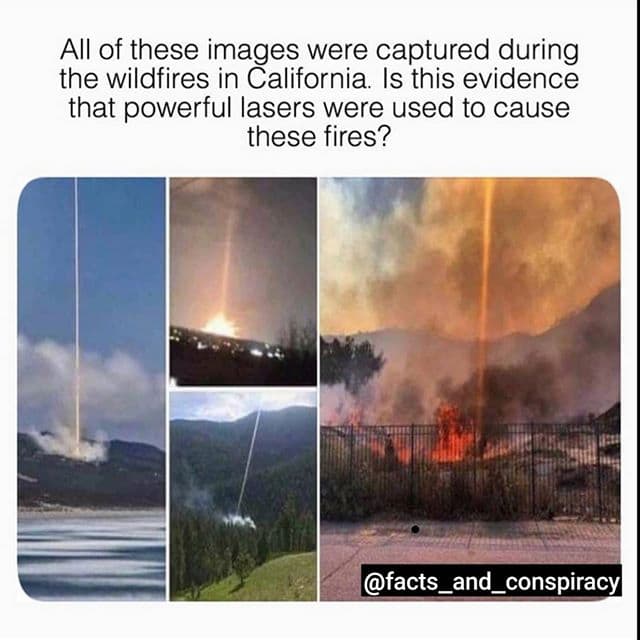 All of these images were captured during
the wildfires in California. Is this evidence
that powerful lasers were used to cause
these fires?
@facts_and_conspiracy